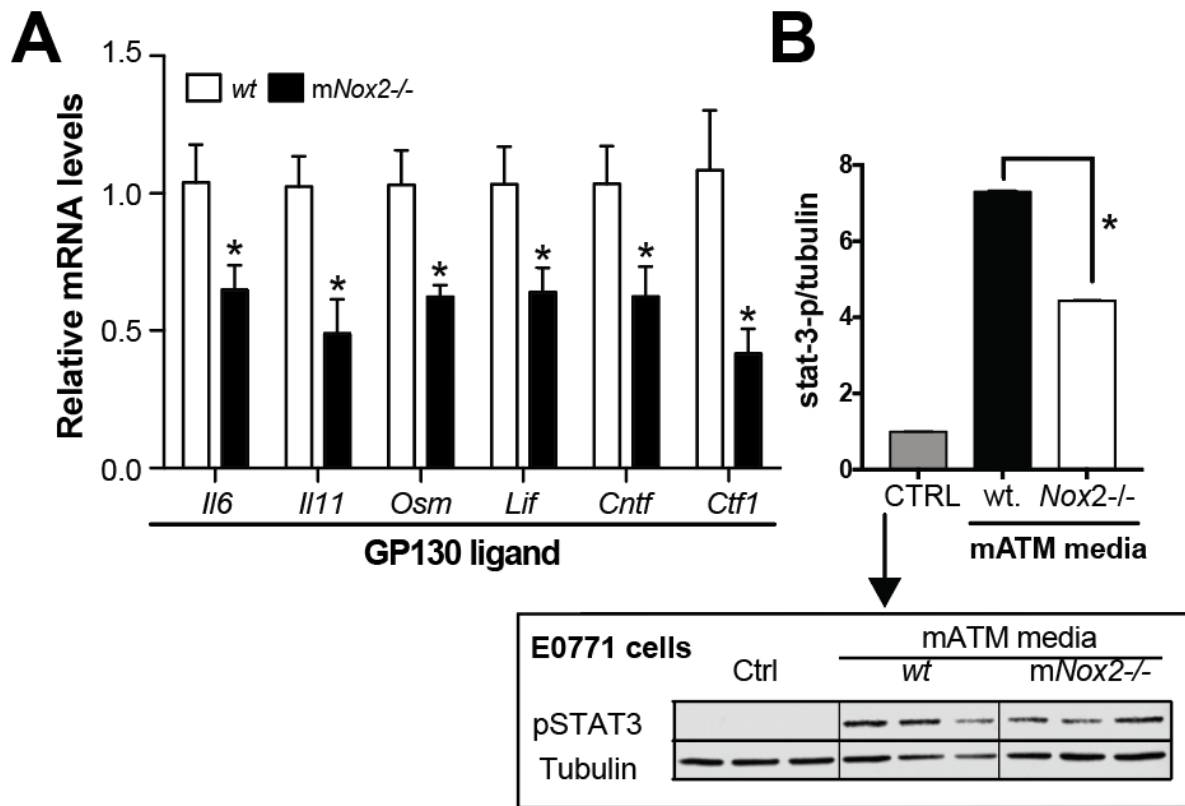 A
Relative mRNA levels
1.5
1.0
0.5
0.0
wt mNox2-/-
* * * * * *
Il6 Il11 Osm Lif Cntf Ctf1
GP130 ligand
B
stat-3-p/tubulin
8
6
4
2
0
*
CTRL wt. Nox2-/-
mATM media
E0771 cells
mATM media
Ctrl wt mNox2-/-
pSTAT3
Tubulin